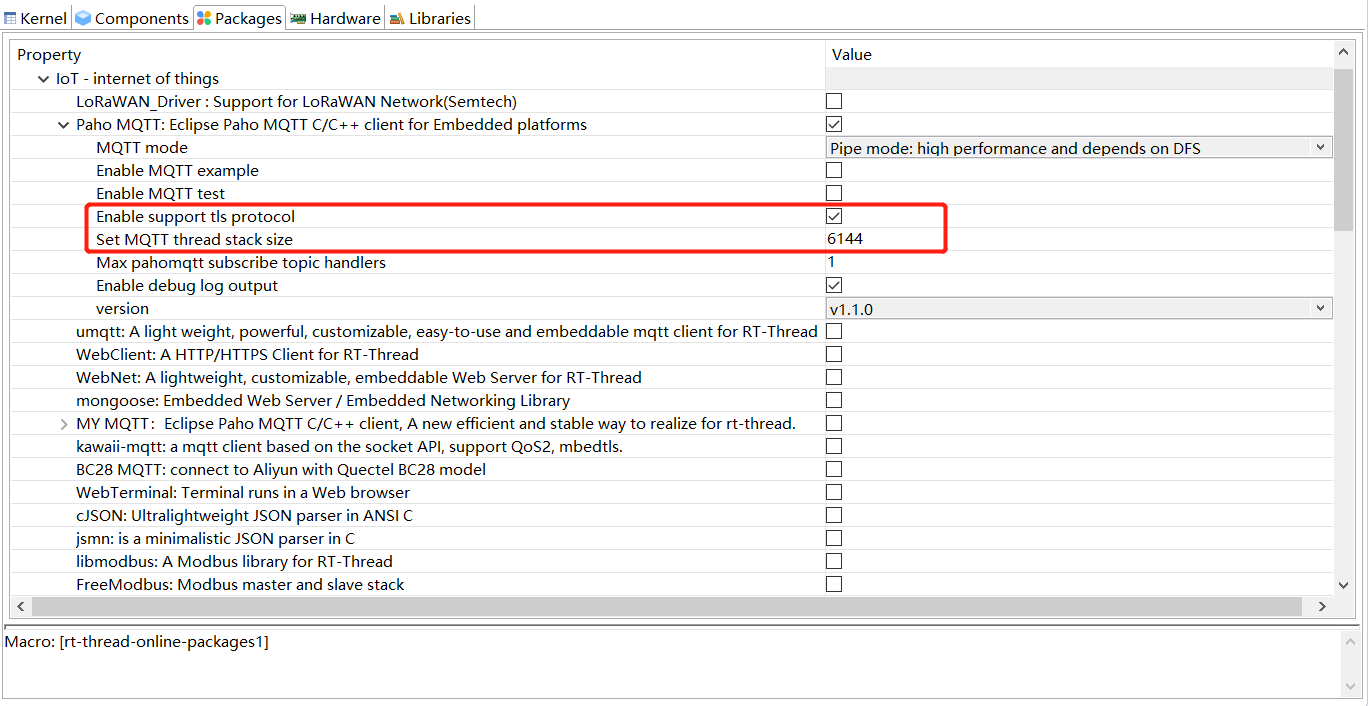 Kernel Components Packages Hardware Libraries
Property Value
IoT - internet of things
LoRaWAN_Driver : Support for LoRaWAN Network(Semtech)
Paho MQTT: Eclipse Paho MQTT C/C++ client for Embedded platforms
MQTT mode Pipe mode: high performance and depends on DFS
Enable MQTT example
Enable MQTT test
Enable support tls protocol
Set MQTT thread stack size 6144
Max pahomqtt subscribe topic handlers 1
Enable debug log output
version v1.1.0
umqtt: A light weight, powerful, customizable, easy-to-use and embeddable mqtt client for RT-Thread
WebClient: A HTTP/HTTPS Client for RT-Thread
WebNet: A lightweight, customizable, embeddable Web Server for RT-Thread
mongoose: Embedded Web Server / Embedded Networking Library
MY MQTT： Eclipse Paho MQTT C/C++ client, A new efficient and stable way to realize for rt-thread.
kawaii-mqtt: a mqtt client based on the socket API, support QoS2, mbedtls.
BC28 MQTT: connect to Aliyun with Quectel BC28 model
WebTerminal: Terminal runs in a Web browser
cJSON: Ultralightweight JSON parser in ANSI C
jsmn: is a minimalistic JSON parser in C
libmodbus: A Modbus library for RT-Thread
FreeModbus: Modbus master and slave stack
Macro: [rt-thread-online-packages1]